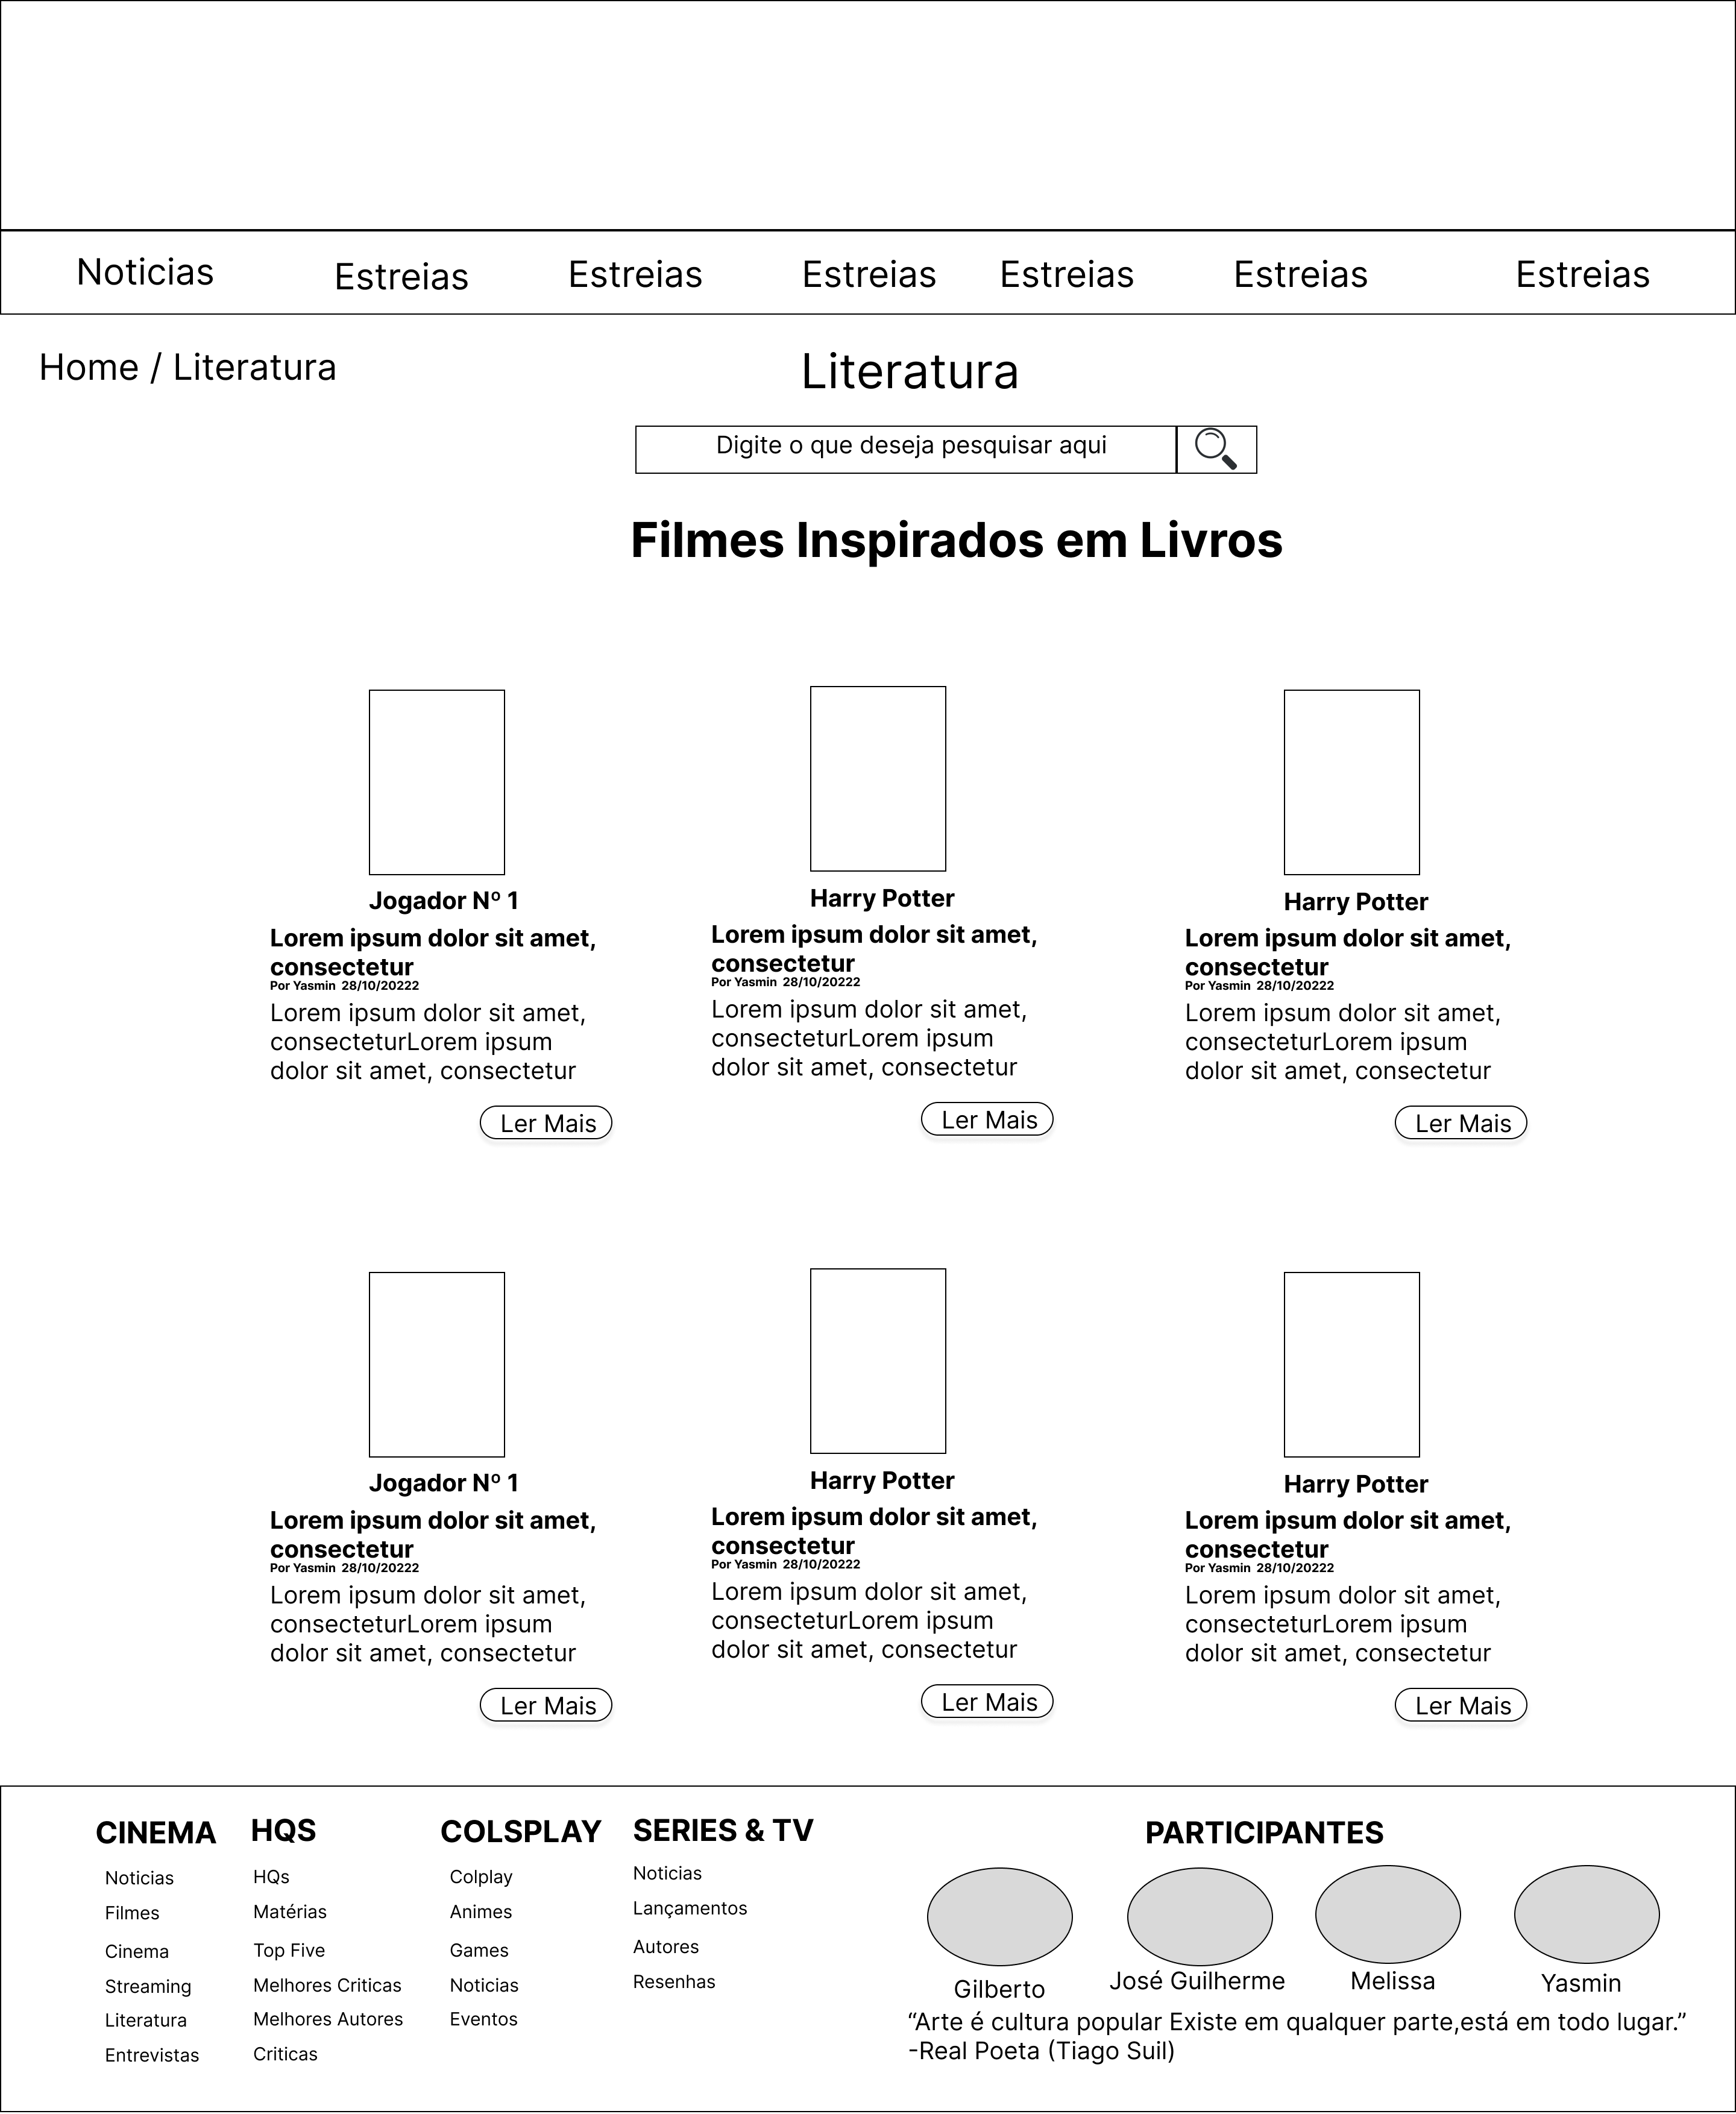 Noticias Estreias Estreias Estreias Estreias Estreias Estreias
Home / Literatura
Literatura
Digite o que deseja pesquisar aqui
Filmes Inspirados em Livros
Jogador Nº 1
Lorem ipsum dolor sit amet,
consectetur
Por Yasmin 28/10/20222
Lorem ipsum dolor sit amet,
consecteturLorem ipsum
dolor sit amet, consectetur
Ler Mais
Harry Potter
Lorem ipsum dolor sit amet,
consectetur
Por Yasmin 28/10/20222
Lorem ipsum dolor sit amet,
consecteturLorem ipsum
dolor sit amet, consectetur
Ler Mais
Harry Potter
Lorem ipsum dolor sit amet,
consectetur
Por Yasmin 28/10/20222
Lorem ipsum dolor sit amet,
consecteturLorem ipsum
dolor sit amet, consectetur
Ler Mais
Jogador Nº 1
Lorem ipsum dolor sit amet,
consectetur
Por Yasmin 28/10/20222
Lorem ipsum dolor sit amet,
consecteturLorem ipsum
dolor sit amet, consectetur
Ler Mais
Harry Potter
Lorem ipsum dolor sit amet,
consectetur
Por Yasmin 28/10/20222
Lorem ipsum dolor sit amet,
consecteturLorem ipsum
dolor sit amet, consectetur
Ler Mais
Harry Potter
Lorem ipsum dolor sit amet,
consectetur
Por Yasmin 28/10/20222
Lorem ipsum dolor sit amet,
consecteturLorem ipsum
dolor sit amet, consectetur
Ler Mais
CINEMA
Noticias
Filmes
Cinema
Streaming
Literatura
Entrevistas
HQS
HQs
Matérias
Top Five
Melhores Criticas
Melhores Autores
Criticas
COLSPLAY
Colplay
Animes
Games
Noticias
Eventos
SERIES & TV
Noticias
Lançamentos
Autores
Resenhas
PARTICIPANTES
Gilberto
José Guilherme
Melissa
Yasmin
“Arte é cultura popular Existe em qualquer parte,está em todo lugar.”
-Real Poeta (Tiago Suil)